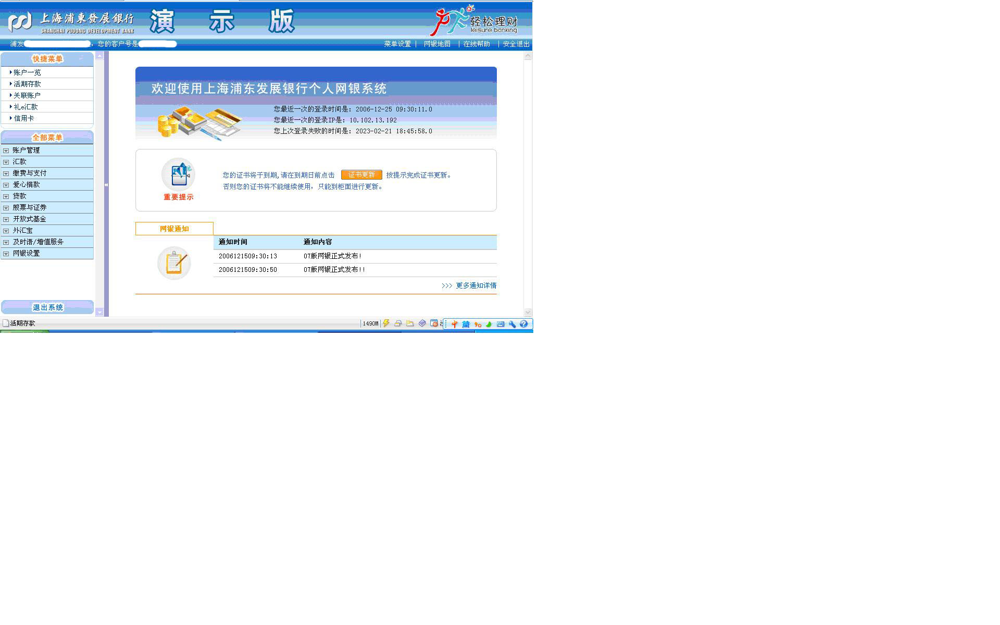 上海浦東發展銀行
SHANGHAI PUDONG DEVELOPMENT BANK
演 示 版
轻松理财
leisure banking
浦发 ,您的客户号是
菜单设置 | 网银地图 | 在线帮助 | 安全退出
快捷菜单
账户一览
活期存款
关联账户
礼e汇款
信用卡
全部菜单
账户管理
汇款
缴费与支付
爱心捐款
贷款
股票与证券
开放式基金
外汇宝
及时语/增值服务
网银设置
退出系统
欢迎使用上海浦东发展银行个人网银系统
您最近一次的登录时间是: 2006-12-25 09:30:11.0
您最近一次的登录IP是: 10.102.13.192
您上次登录失败的时间是: 2023-02-21 18:45:58.0
重要提示
您的证书将于到期,请在到期日前点击 证书更新 按提示完成证书更新。
否则您的证书将不能继续使用，只能到柜面进行更新。
网银通知
通知时间 通知内容
2006121509:30:13 07版网银正式发布!
2006121509:30:50 07版网银正式发布!!
>>> 更多通知详情
活期存款
1490M
简